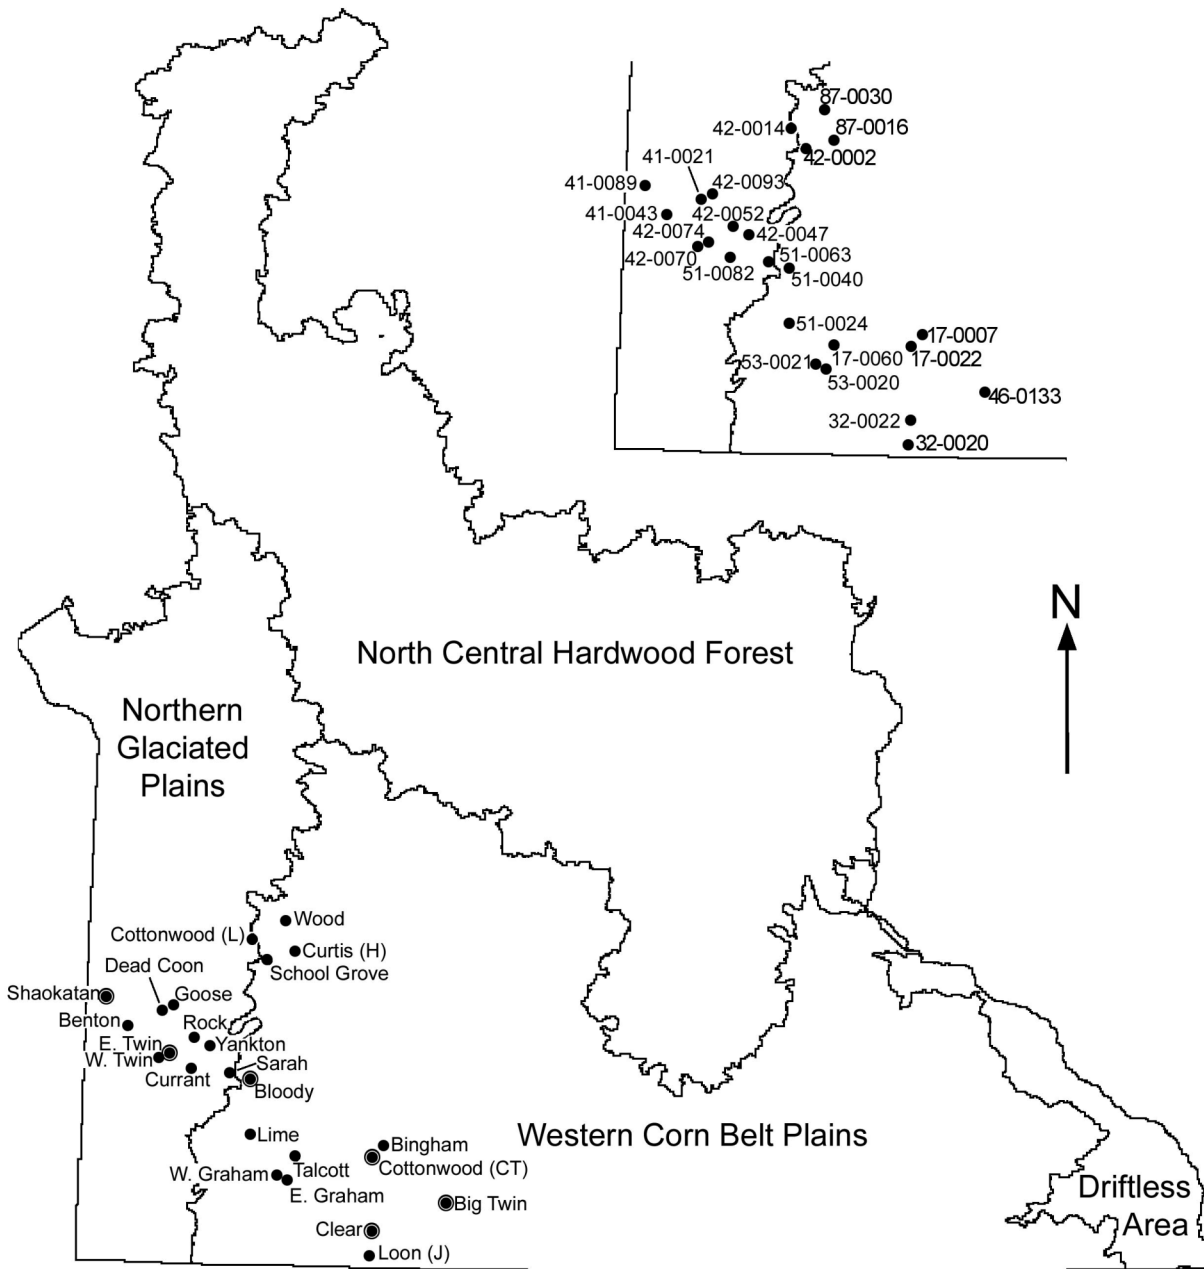 87-0030
42-0014
87-0016
42-0002
41-0021
41-0089
42-0093
41-0043
42-0052
42-0074
42-0047
42-0070
51-0063
51-0082
51-0040
51-0024
17-0007
53-0021
17-0060
17-0022
53-0020
46-0133
32-0022
32-0020
N
North Central Hardwood Forest
Northern
Glaciated
Plains
Wood
Cottonwood (L)
Curtis (H)
School Grove
Dead Coon
Shaokatan
Goose
Benton
Rock
E. Twin
Yankton
W. Twin
Sarah
Currant
Bloody
Lime
Bingham
Western Corn Belt Plains
Cottonwood (CT)
W. Graham
Talcott
E. Graham
Big Twin
Driftless
Area
Clear
Loon (J)